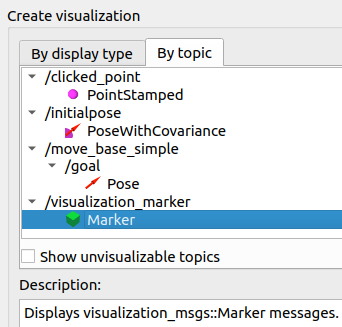 Create visualization
By display type
By topic
/clicked_point
PointStamped
/initialpose
PoseWithCovariance
/move_base_simple
/goal
Pose
/visualization_marker
Marker
Show unvisualizable topics
Description:
Displays visualization_msgs::Marker messages.